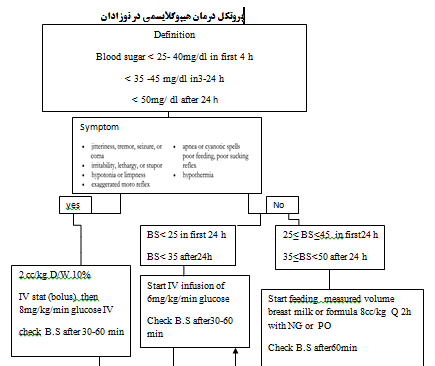 پروتکل درمان هیپوگلایسمی در نوزادان
Definition
Blood sugar < 25- 40mg/dl in first 4 h
< 35 -45 mg/dl in3-24 h
< 50mg/ dl after 24 h
Symptom
• jitteriness, tremor, seizure, or
coma
• irritability, lethargy, or stupor
• hypotonia or limpness
• exaggerated moro reflex
• apnea or cyanotic spells
poor feeding, poor sucking
reflex
• hypothermia
yes
No
BS< 25 in first 24 h
BS< 35 after24h
25≤ BS≤45 in first24 h
35≤BS<50 after 24 h
2 cc/kg D/W 10%
IV stat (bolus) then
8mg/kg/min glucose IV
check B.S after 30-60
min
Start IV infusion of
6mg/kg/min glucose
Check B.S after30-60
min
Start feeding measured volume
breast milk or formula 8cc/kg Q 2h
with NG or PO
Check B.S after60min